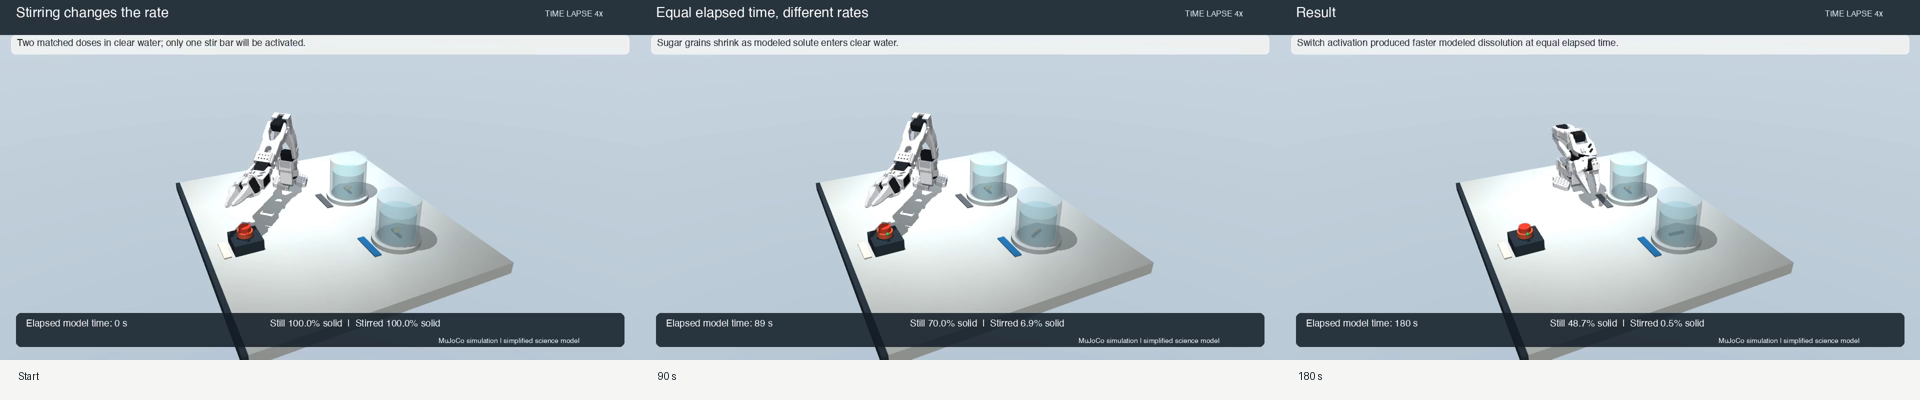 Stirring changes the rate
TIME LAPSE 4x
Two matched doses in clear water; only one stir bar will be activated.
Elapsed model time: 0 s
Still 100.0% solid | Stirred 100.0% solid
MuJoCo simulation | simplified science model
Start
Equal elapsed time, different rates
TIME LAPSE 4x
Sugar grains shrink as modeled solute enters clear water.
Elapsed model time: 89 s
Still 70.0% solid | Stirred 6.9% solid
MuJoCo simulation | simplified science model
90 s
Result
TIME LAPSE 4x
Switch activation produced faster modeled dissolution at equal elapsed time.
Elapsed model time: 180 s
Still 48.7% solid | Stirred 0.5% solid
MuJoCo simulation | simplified science model
180 s